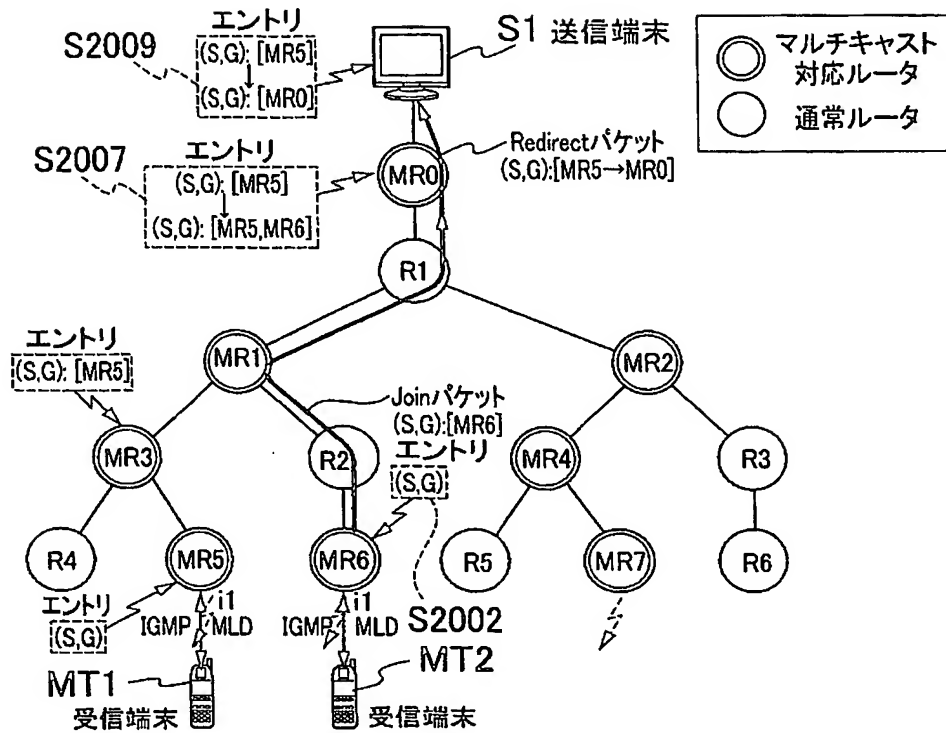 エントリ
S2009
(S,G): [MR5]
(S,G): [MR0]
S1 送信端末
マルチキャスト
対応ルータ
通常ルータ
S2007
エントリ
(S,G): [MR5]
(S,G): [MR5,MR6]
MR0
Redirectパケット
(S,G):[MR5→MR0]
R1
エントリ
(S,G): [MR5]
MR1
MR2
Joinパケット
(S,G):[MR6]
エントリ
(S,G)
MR3
R2
MR4
R3
R4
MR5
MR6
R5
MR7
R6
エントリ
(S,G)
i1
IGMP
MLD
i1
IGMP
MLD
S2002
MT1
受信端末
MT2
受信端末